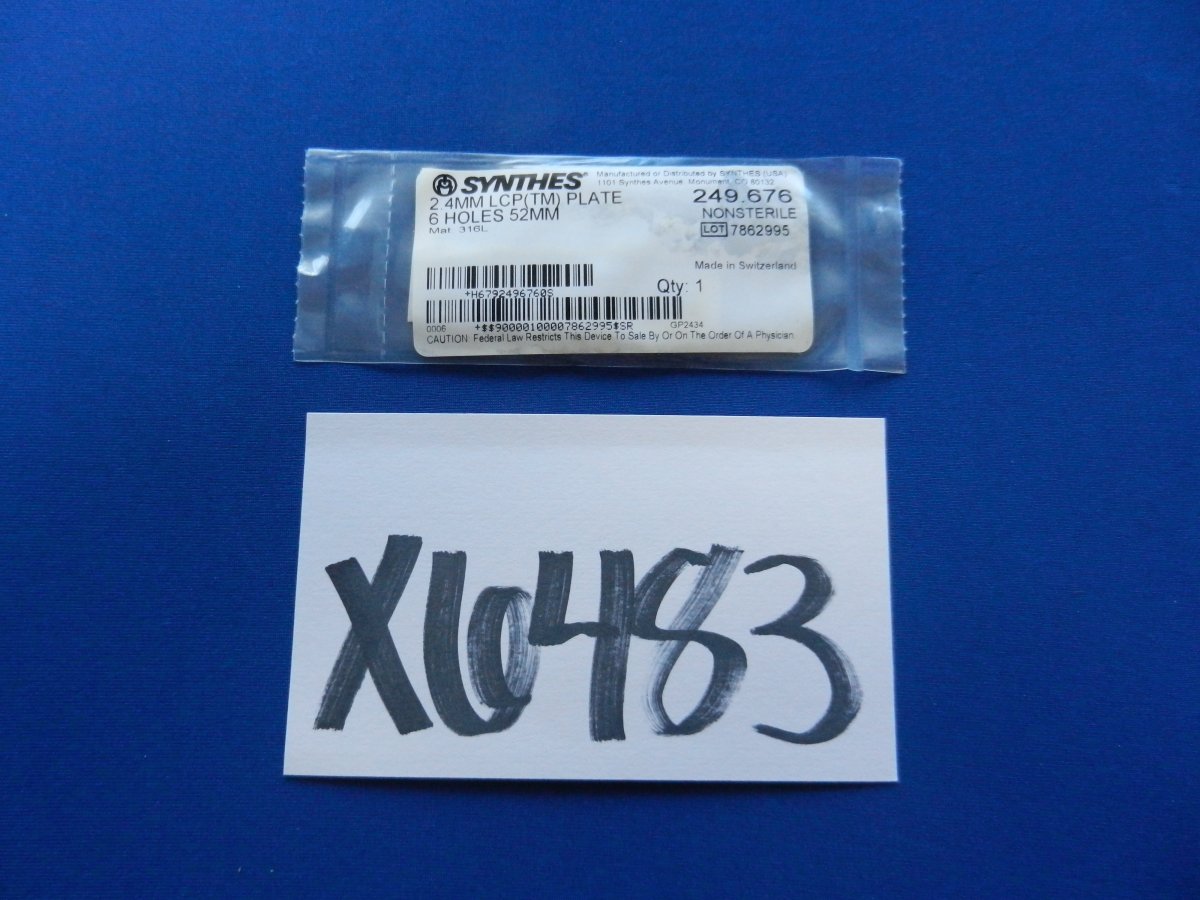 SYNTHES®
Manufactured or Distributed by SYNTHES (USA)
1101 Synthes Avenue, Monument, CO 80132
2.4MM LCP(TM) PLATE
249.676
6 HOLES 52MM
NONSTERILE
Mat. 316L
LOT 7862995
Made in Switzerland
Qty: 1
+H6792496760S
0006 +$$90000100007862995$SR GP2434
CAUTION: Federal Law Restricts This Device To Sale By Or On The Order Of A Physician.
X6483